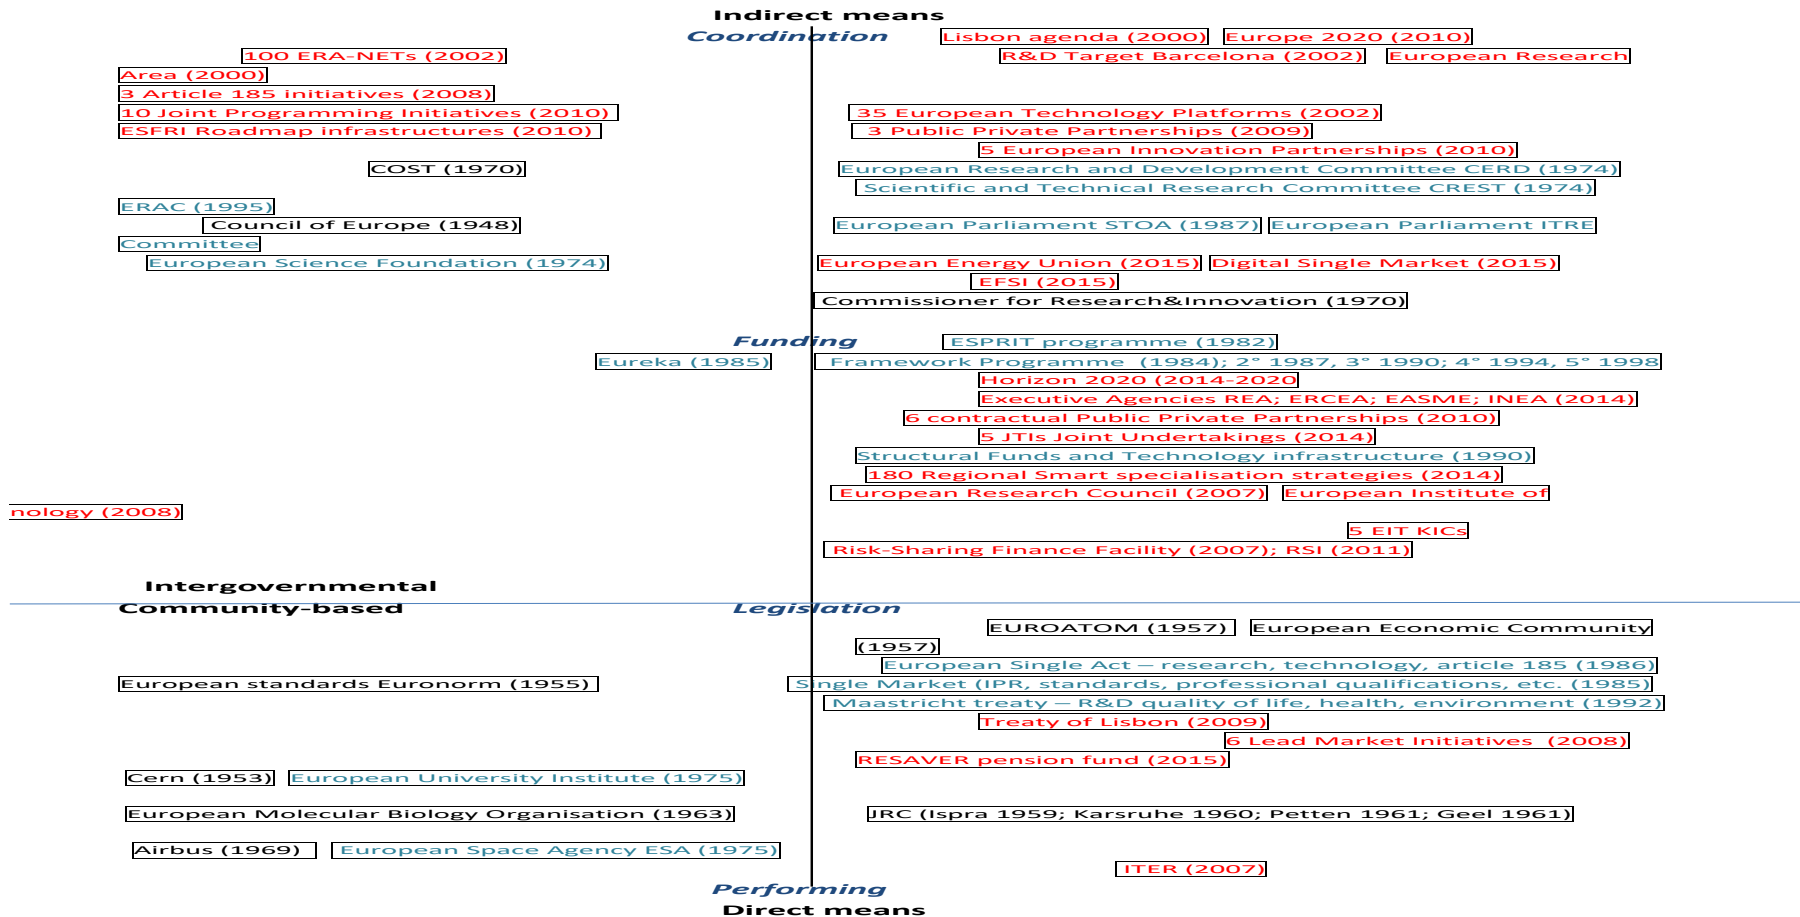 Indirect means
Coordination Lisbon agenda (2000) Europe 2020 (2010)
100 ERA-NETs (2002) R&D Target Barcelona (2002) European Research
Area (2000)
3 Article 185 initiatives (2008)
10 Joint Programming Initiatives (2010) 35 European Technology Platforms (2002)
ESFRI Roadmap infrastructures (2010) 3 Public Private Partnerships (2009)
5 European Innovation Partnerships (2010)
COST (1970) European Research and Development Committee CERD (1974)
Scientific and Technical Research Committee CREST (1974)
ERAC (1995)
Council of Europe (1948) European Parliament STOA (1987) European Parliament ITRE
Committee
European Science Foundation (1974) European Energy Union (2015) Digital Single Market (2015)
EFSI (2015)
Commissioner for Research&Innovation (1970)
Funding ESPRIT programme (1982)
Eureka (1985) Framework Programme (1984); 2° 1987, 3° 1990; 4° 1994, 5° 1998
Horizon 2020 (2014-2020
Executive Agencies REA; ERCEA; EASME; INEA (2014)
6 contractual Public Private Partnerships (2010)
5 JTIs Joint Undertakings (2014)
Structural Funds and Technology infrastructure (1990)
180 Regional Smart specialisation strategies (2014)
European Research Council (2007) European Institute of
nology (2008)
5 EIT KICs
Risk-Sharing Finance Facility (2007); RSI (2011)
Intergovernmental
Community-based Legislation
EUROATOM (1957) European Economic Community
(1957)
European Single Act – research, technology, article 185 (1986)
European standards Euronorm (1955) Single Market (IPR, standards, professional qualifications, etc. (1985)
Maastricht treaty – R&D quality of life, health, environment (1992)
Treaty of Lisbon (2009)
6 Lead Market Initiatives (2008)
RESAVER pension fund (2015)
Cern (1953) European University Institute (1975)
European Molecular Biology Organisation (1963) JRC (Ispra 1959; Karsruhe 1960; Petten 1961; Geel 1961)
Airbus (1969) European Space Agency ESA (1975)
ITER (2007)
Performing
Direct means